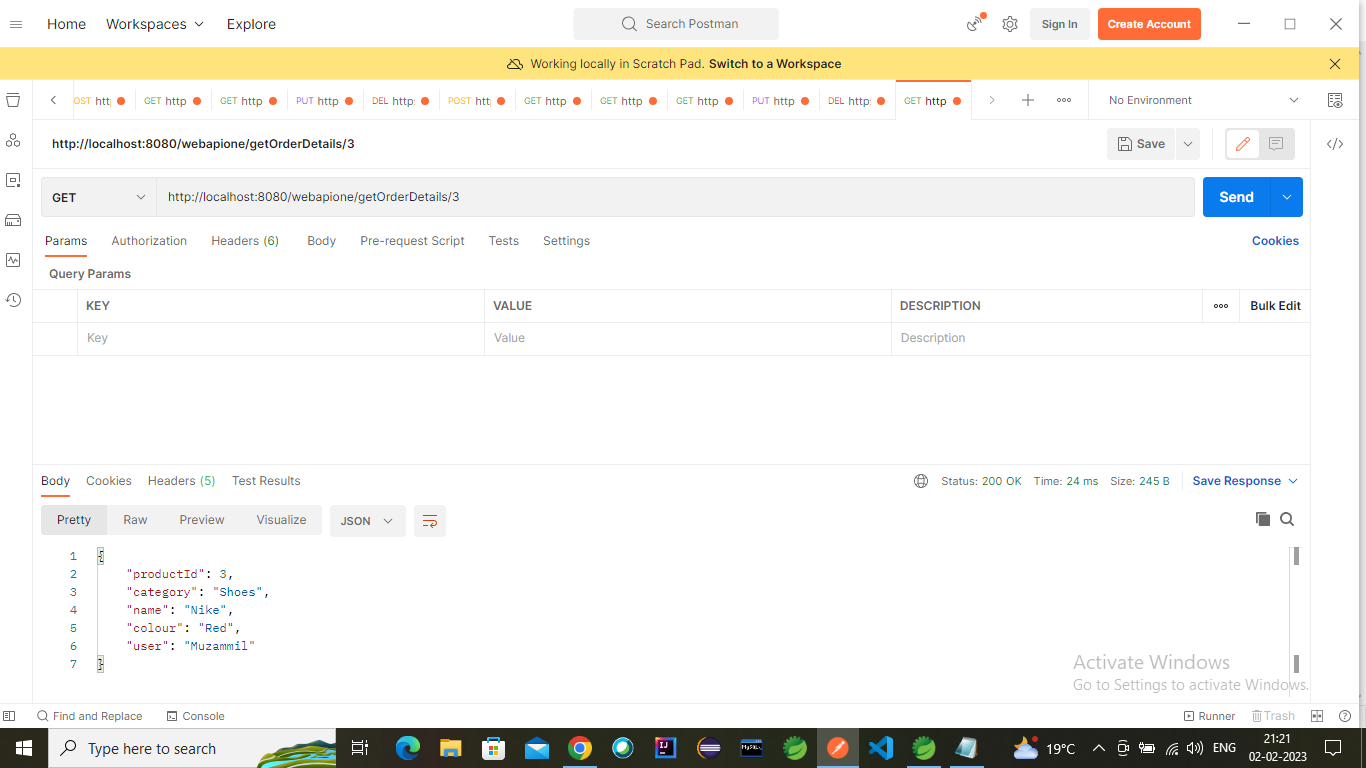 Home Workspaces Explore Search Postman Sign In Create Account
Working locally in Scratch Pad. Switch to a Workspace
OST htt GET http GET http PUT http DEL http: POST htt GET http GET http GET http PUT http DEL http: GET http No Environment
http://localhost:8080/webapione/getOrderDetails/3 Save
GET http://localhost:8080/webapione/getOrderDetails/3 Send
Params Authorization Headers (6) Body Pre-request Script Tests Settings Cookies
Query Params
KEY VALUE DESCRIPTION Bulk Edit
Key Value Description
Body Cookies Headers (5) Test Results Status: 200 OK Time: 24 ms Size: 245 B Save Response
Pretty Raw Preview Visualize JSON
1 {
2 "productId": 3,
3 "category": "Shoes",
4 "name": "Nike",
5 "colour": "Red",
6 "user": "Muzammil"
7 }
Activate Windows
Go to Settings to activate Windows.
Find and Replace Console Runner Trash
Type here to search MySQL 19°C ENG 21:21
02-02-2023